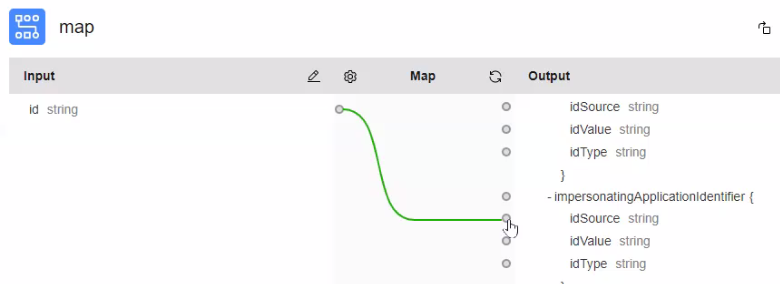 map
Input Map Output
id string
idSource string
idValue string
idType string
}
- impersonatingApplicationIdentifier {
idSource string
idValue string
idType string